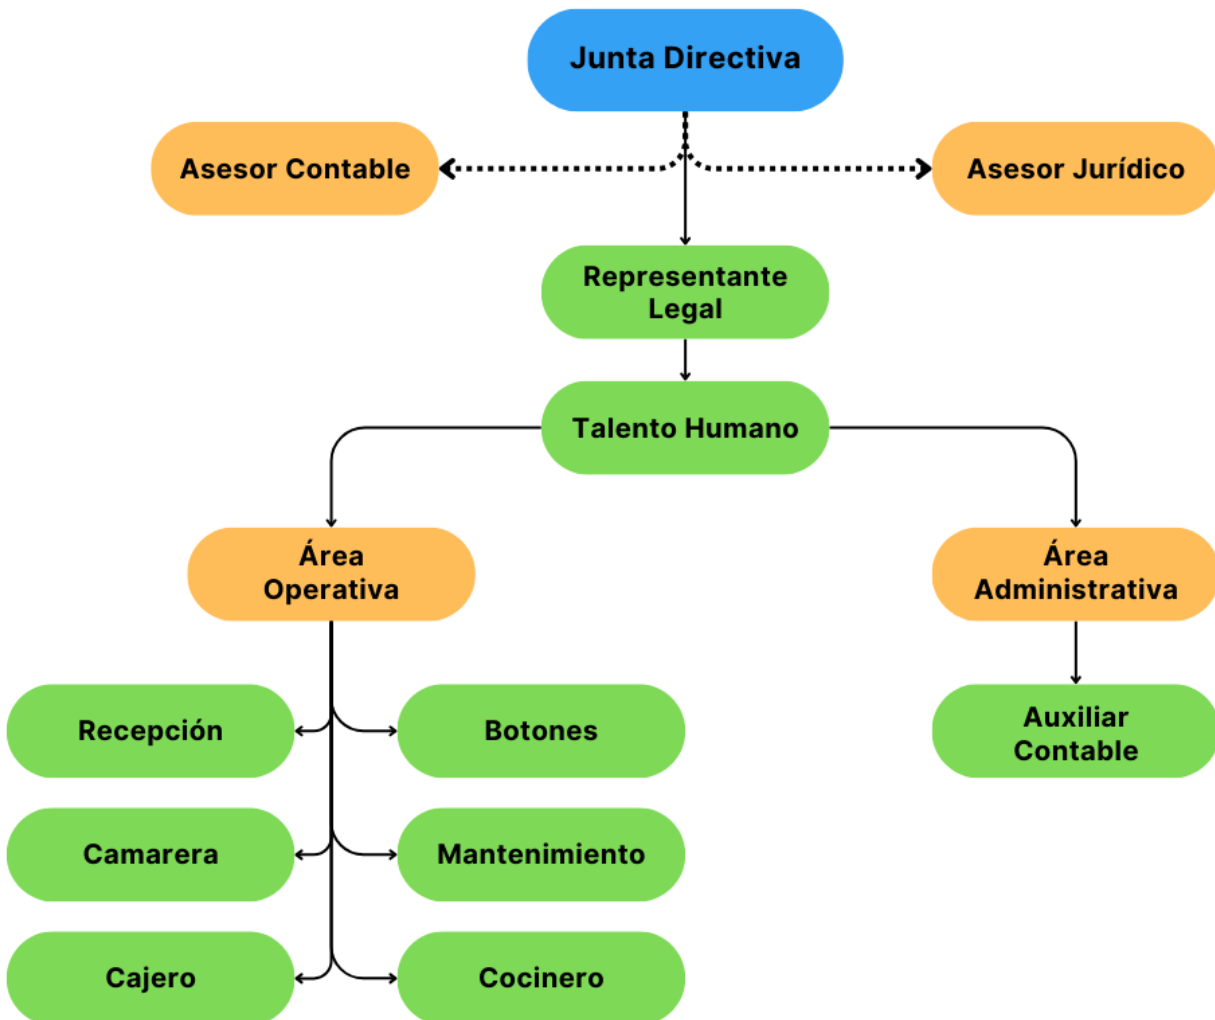 Junta Directiva
Asesor Contable
Asesor Jurídico
Representante
Legal
Talento Humano
Área
Operativa
Área
Administrativa
Recepción
Botones
Auxiliar
Contable
Camarera
Mantenimiento
Cajero
Cocinero